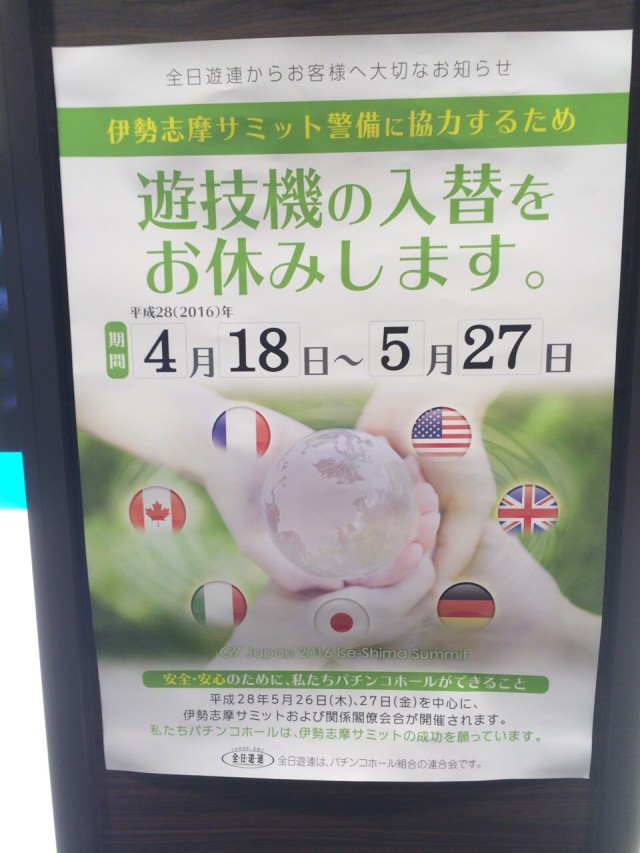 全日遊連からお客様へ大切なお知らせ
伊勢志摩サミット警備に協力するため
遊技機の入替を
お休みします。
平成28(2016)年
期間 4月18日～5月27日
G7 Japan 2016 Ise-Shima Summit
安全・安心のために、私たちパチンコホールができること
平成28年5月26日(木)、27日(金)を中心に、
伊勢志摩サミットおよび関係閣僚会合が開催されます。
私たちパチンコホールは、伊勢志摩サミットの成功を願っています。
全・日・遊・連 全日遊連は、パチンコホール組合の連合会です。